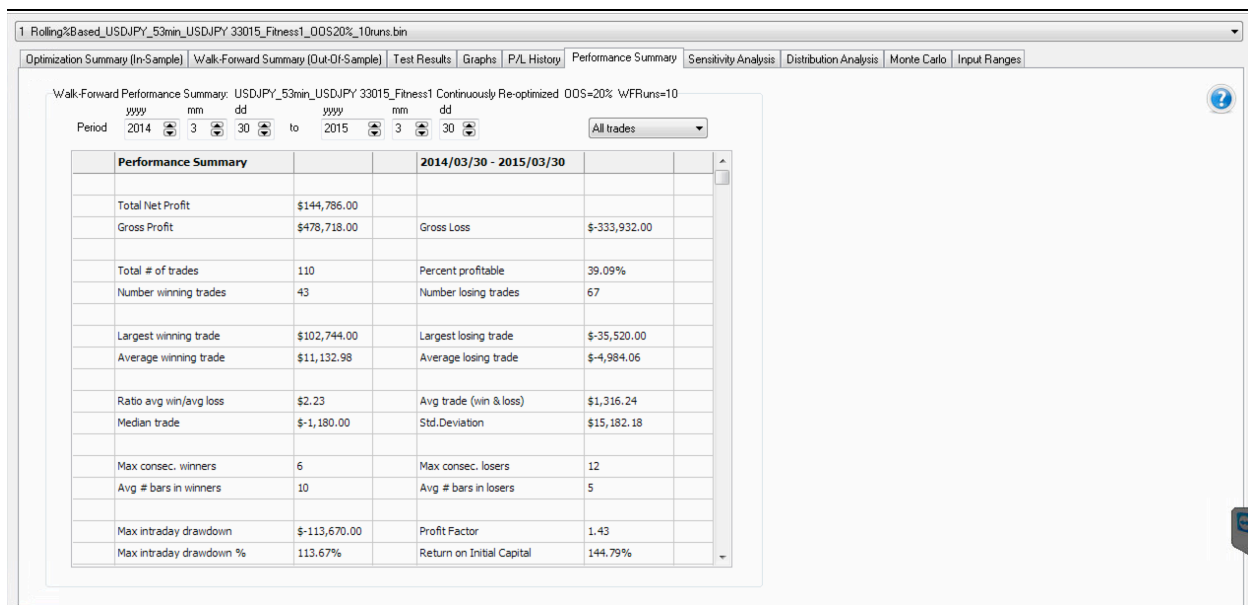 1 Rolling%Based_USDJPY_53min_USDJPY 33015_Fitness1_OOS20%_10runs.bin
Optimization Summary (In-Sample) Walk-Forward Summary (Out-Of-Sample) Test Results Graphs P/L History Performance Summary Sensitivity Analysis Distribution Analysis Monte Carlo Input Ranges
Walk-Forward Performance Summary: USDJPY_53min_USDJPY 33015_Fitness1 Continuously Re-optimized OOS=20% WFRuns=10
yyyy mm dd yyyy mm dd
Period 2014 3 30 to 2015 3 30 All trades
Performance Summary 2014/03/30 - 2015/03/30
Total Net Profit $144,786.00
Gross Profit $478,718.00 Gross Loss $-333,932.00
Total # of trades 110 Percent profitable 39.09%
Number winning trades 43 Number losing trades 67
Largest winning trade $102,744.00 Largest losing trade $-35,520.00
Average winning trade $11,132.98 Average losing trade $-4,984.06
Ratio avg win/avg loss $2.23 Avg trade (win & loss) $1,316.24
Median trade $-1,180.00 Std.Deviation $15,182.18
Max consec. winners 6 Max consec. losers 12
Avg # bars in winners 10 Avg # bars in losers 5
Max intraday drawdown $-113,670.00 Profit Factor 1.43
Max intraday drawdown % 113.67% Return on Initial Capital 144.79%